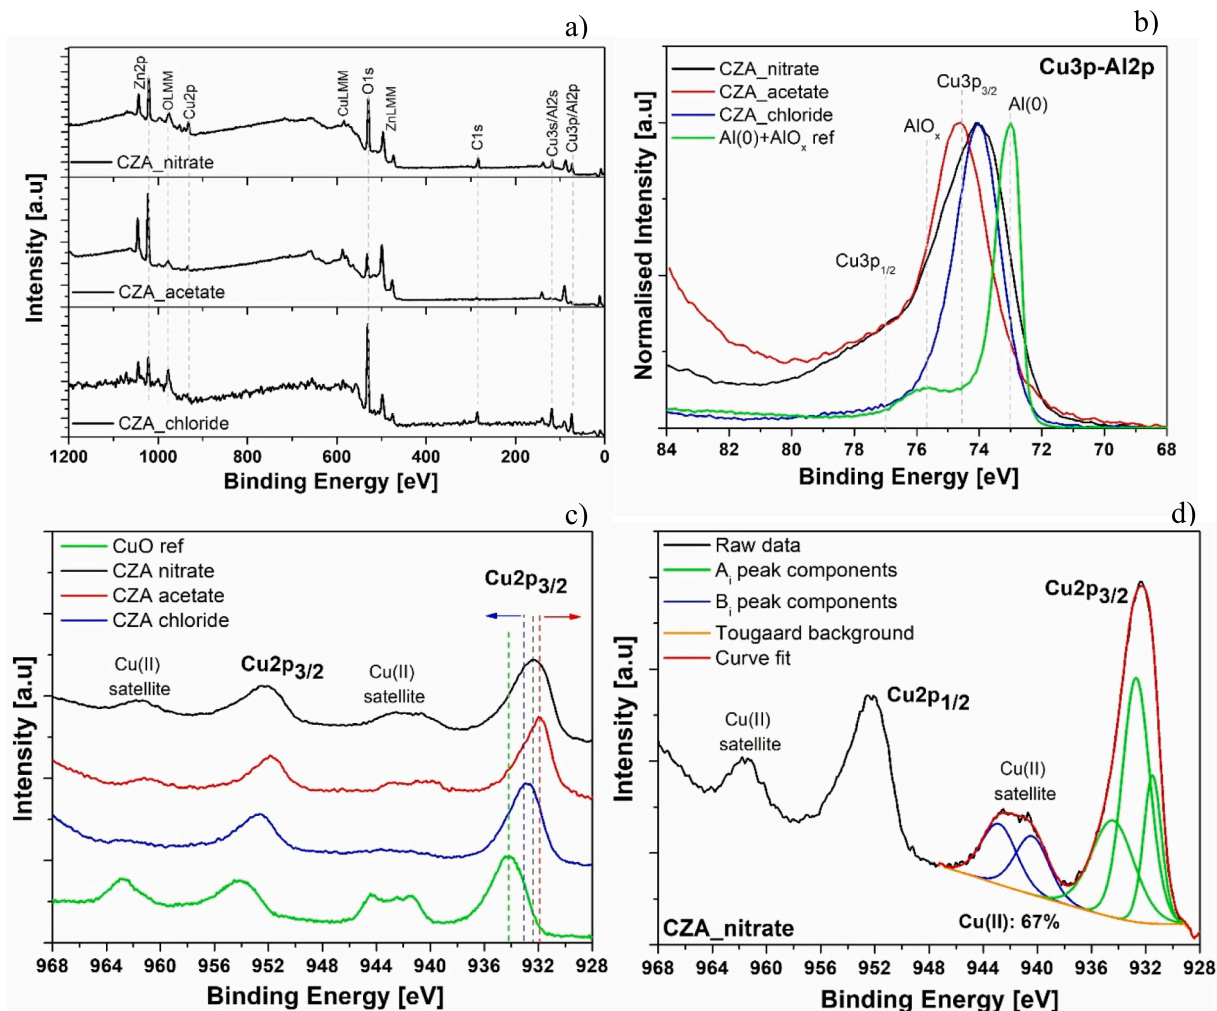 a)
Zn2p
OLMM
Cu2p
CuLMM
O1s
ZnLMM
C1s
Cu3s/Al2s
Cu3p/Al2p
CZA_nitrate
CZA_acetate
CZA_chloride
Intensity [a.u]
1200 1000 800 600 400 200 0
Binding Energy [eV]
b)
Cu3p-Al2p
CZA_nitrate
CZA_acetate
CZA_chloride
Al(0)+AlOx ref
Cu3p3/2
AlOx
Al(0)
Cu3p1/2
Normalised Intensity [a.u]
84 82 80 78 76 74 72 70 68
Binding Energy [eV]
c)
CuO ref
CZA nitrate
CZA acetate
CZA chloride
Cu2p3/2
Cu(II)
satellite
Cu2p3/2
Cu(II)
satellite
Intensity [a.u]
968 964 960 956 952 948 944 940 936 932 928
Binding Energy [eV]
d)
Raw data
Ai peak components
Bi peak components
Tougaard background
Curve fit
Cu2p3/2
Cu2p1/2
Cu(II)
satellite
Cu(II)
satellite
Cu(II): 67%
CZA_nitrate
Intensity [a.u]
968 964 960 956 952 948 944 940 936 932 928
Binding Energy [eV]